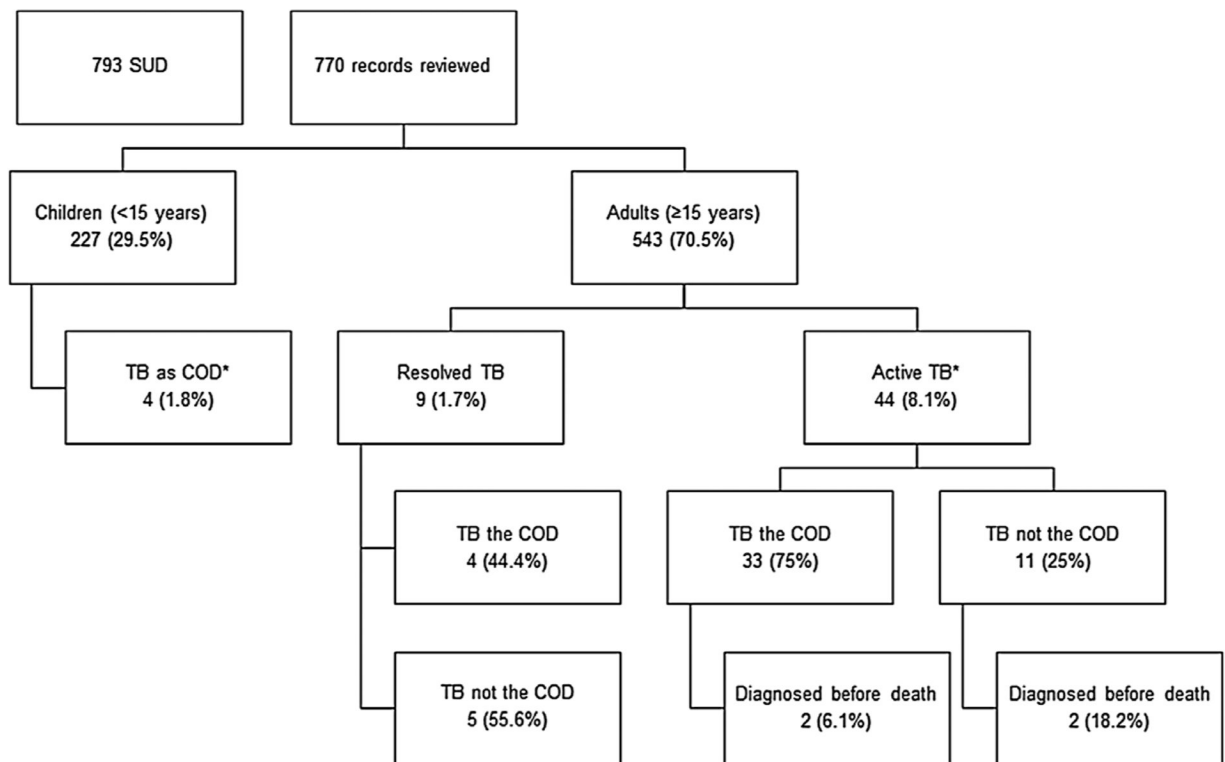 793 SUD
770 records reviewed
Children (<15 years)
227 (29.5%)
Adults (≥15 years)
543 (70.5%)
TB as COD*
4 (1.8%)
Resolved TB
9 (1.7%)
Active TB*
44 (8.1%)
TB the COD
4 (44.4%)
TB the COD
33 (75%)
TB not the COD
11 (25%)
TB not the COD
5 (55.6%)
Diagnosed before death
2 (6.1%)
Diagnosed before death
2 (18.2%)